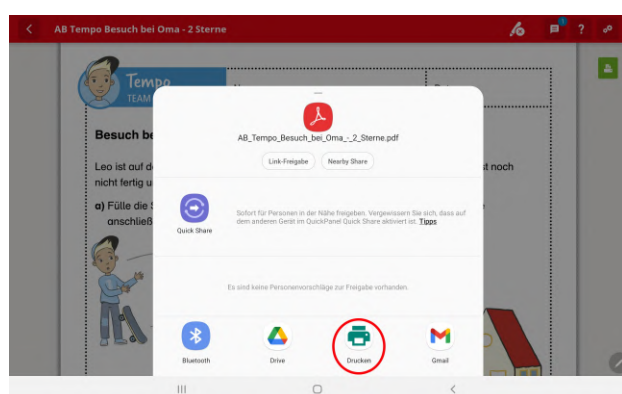 AB Tempo Besuch bei Oma - 2 Sterne
?
Tempo
TEAM
Besuch be
AB_Tempo_Besuch_bei_Oma_-_2_Sterne.pdf
Link-Freigabe
Nearby Share
Leo ist auf d
st noch
nicht fertig u
a) Fülle die S
anschließ
Quick Share
Sofort für Personen in der Nähe freigeben. Vergewissern Sie sich, dass auf
dem anderen Gerät im QuickPanel Quick Share aktiviert ist. Tipps
Es sind keine Personenvorschläge zur Freigabe vorhanden.
Bluetooth
Drive
Drucken
Gmail